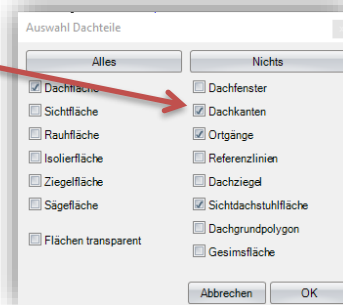 Auswahl Dachteile
Alles
Nichts
Dachfläche
Dachfenster
Sichtfläche
Dachkanten
Rauhfläche
Ortgänge
Isolierfläche
Referenzlinien
Ziegelfläche
Dachziegel
Sägefläche
Sichtdachstuhlfläche
Dachgrundpolygon
Flächen transparent
Gesimsfläche
Abbrechen
OK